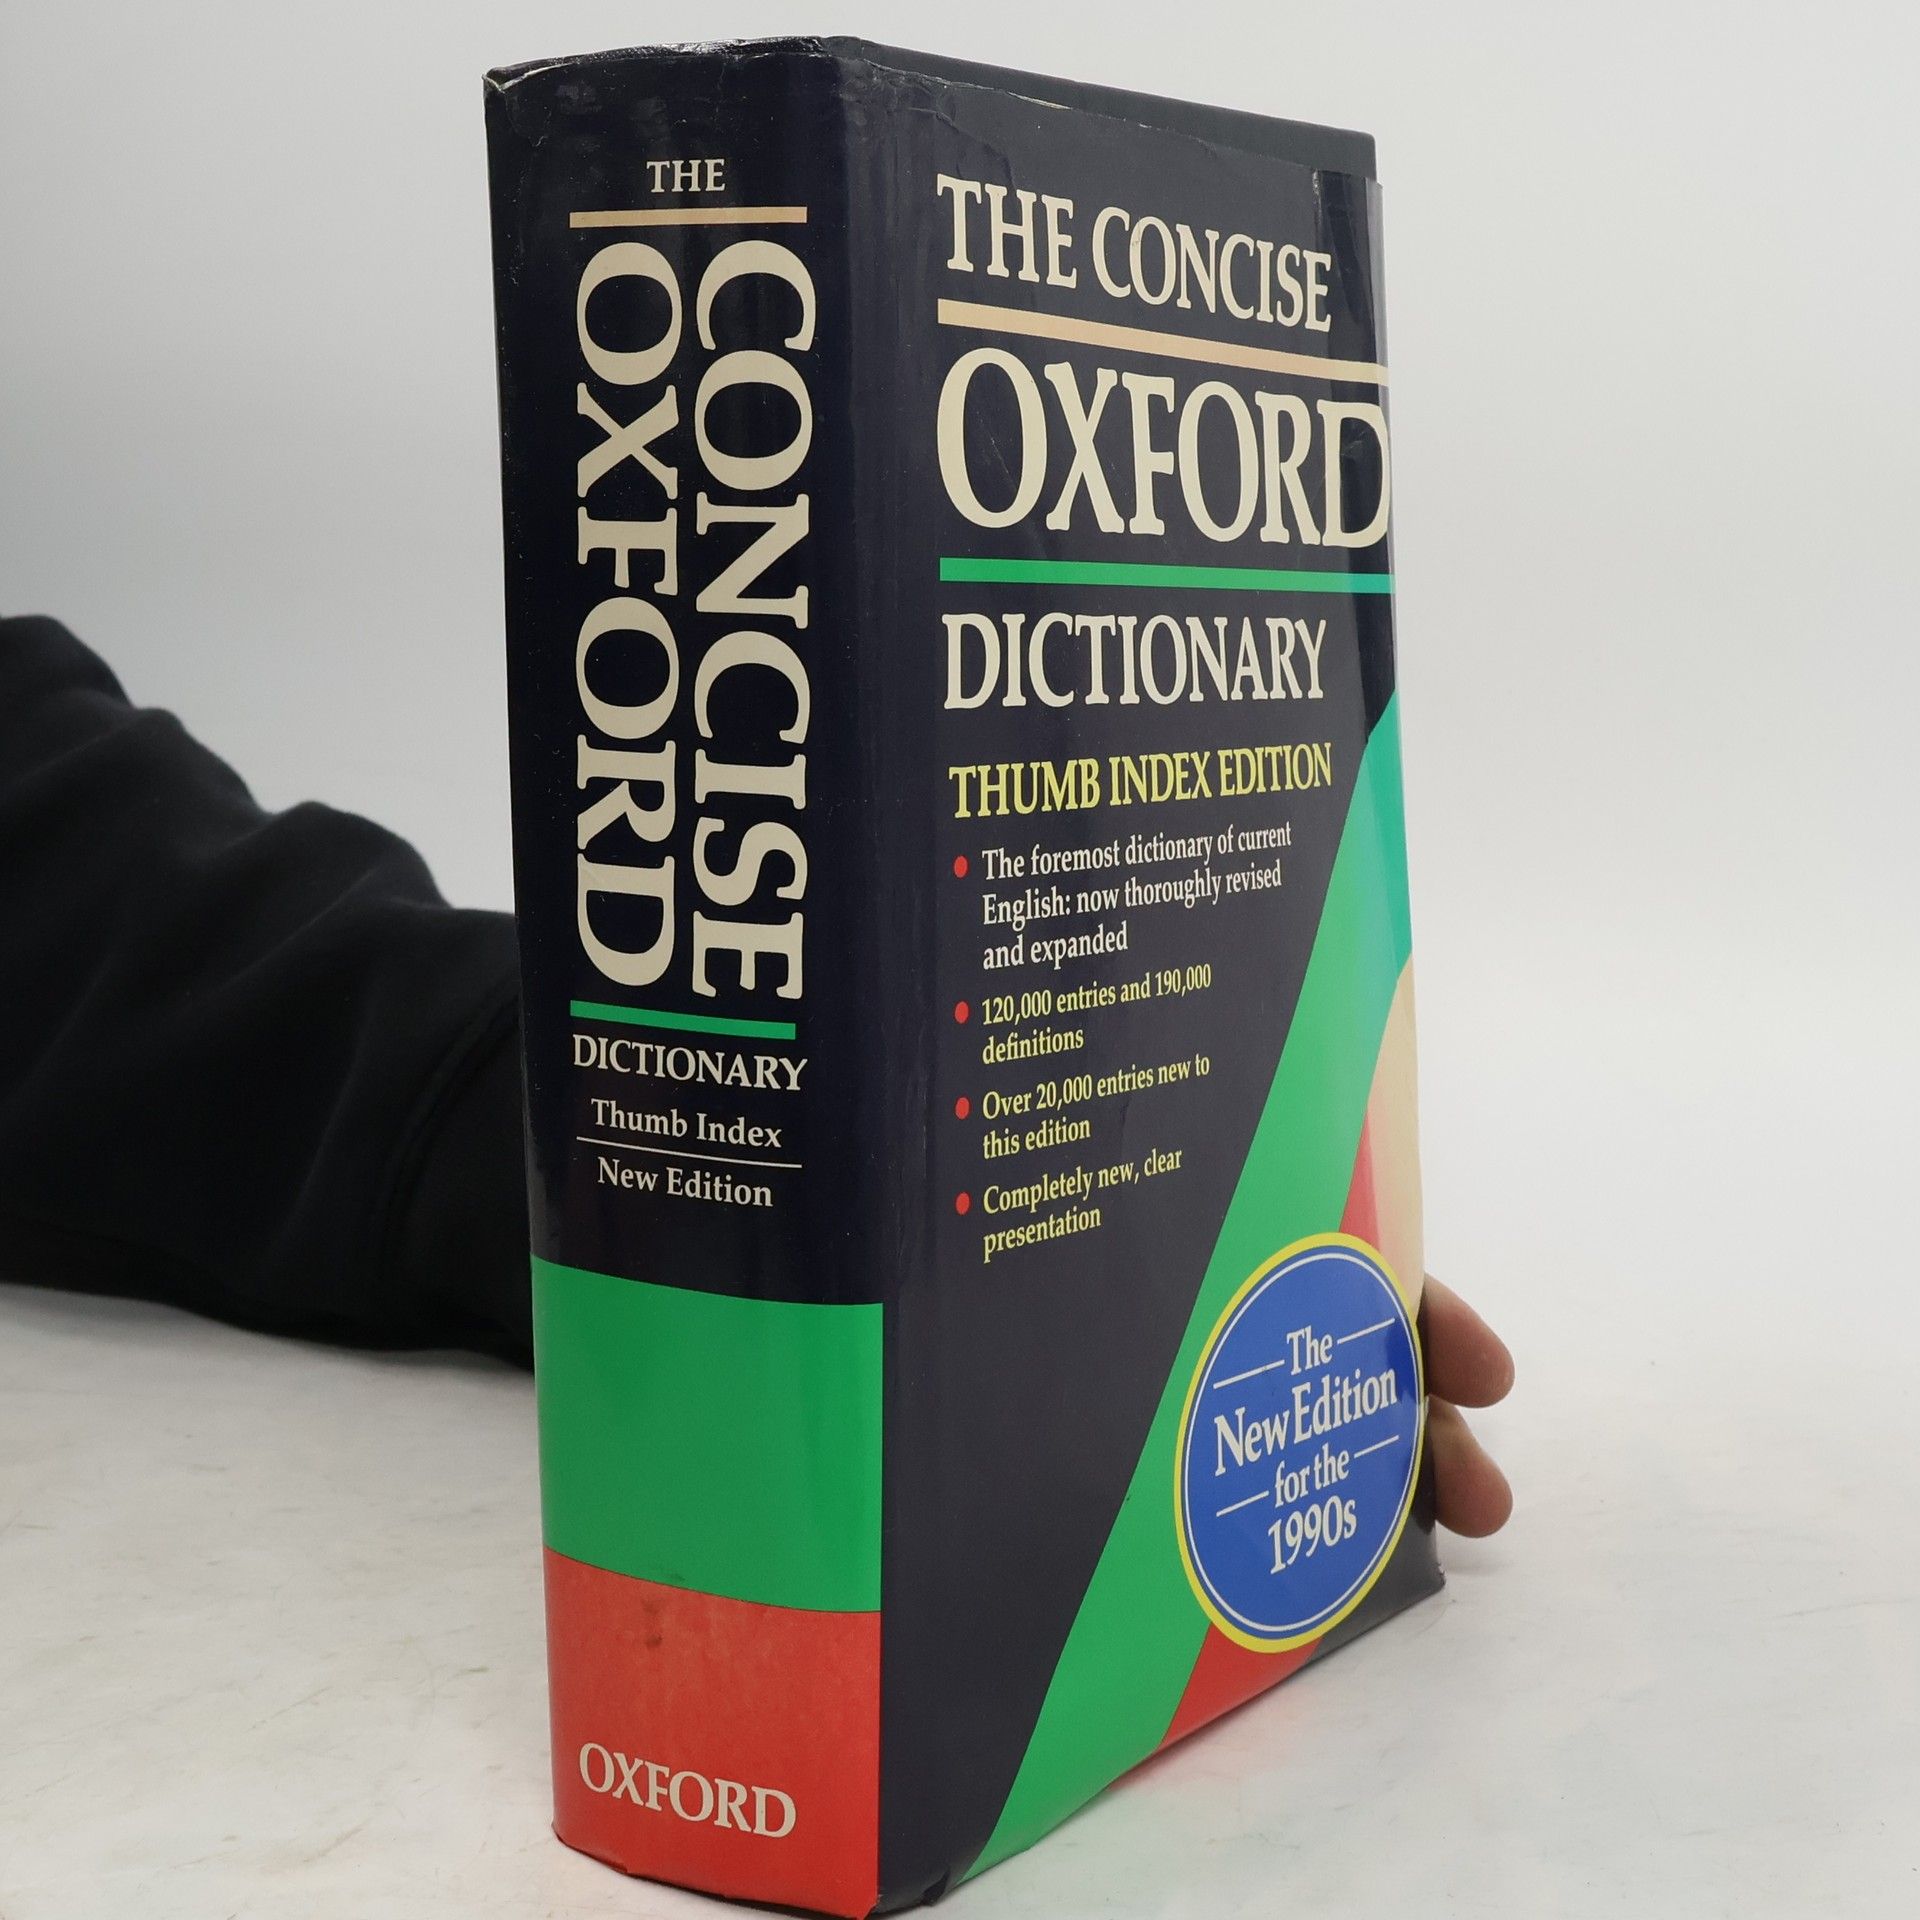 THE
CONCISE
OXFORD
DICTIONARY
Thumb Index
New Edition
OXFORD
THE CONCISE
OXFORD
DICTIONARY
THUMB INDEX EDITION
• The foremost dictionary of current
English: now thoroughly revised
and expanded
• 120,000 entries and 190,000
definitions
• Over 20,000 entries new to
this edition
• Completely new, clear
presentation
The
New Edition
for the
1990s